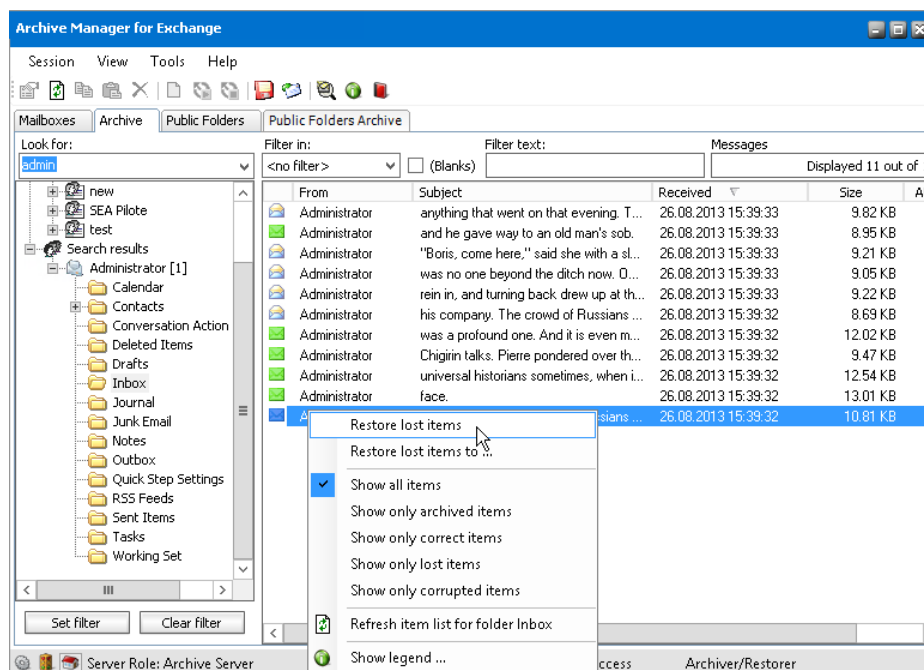 Archive Manager for Exchange
Session View Tools Help
Mailboxes Archive Public Folders Public Folders Archive
Look for: Filter in: Filter text: Messages
admin <no filter> (Blanks) Displayed 11 out of
From Subject Received Size A
new
SEA Pilote
test
Search results
Administrator [1]
Calendar
Contacts
Conversation Action
Deleted Items
Drafts
Inbox
Journal
Junk Email
Notes
Outbox
Quick Step Settings
RSS Feeds
Sent Items
Tasks
Working Set
Set filter Clear filter
Administrator anything that went on that evening. T... 26.08.2013 15:39:33 9.82 KB
Administrator and he gave way to an old man's sob. 26.08.2013 15:39:33 8.95 KB
Administrator "Boris, come here," said she with a sl... 26.08.2013 15:39:33 9.21 KB
Administrator was no one beyond the ditch now. O... 26.08.2013 15:39:33 9.05 KB
Administrator rein in, and turning back drew up at th... 26.08.2013 15:39:33 9.22 KB
Administrator his company. The crowd of Russians ... 26.08.2013 15:39:33 8.69 KB
Administrator was a profound one. And it is even m... 26.08.2013 15:39:32 12.02 KB
Administrator Chigirin talks. Pierre pondered over th... 26.08.2013 15:39:32 9.47 KB
Administrator universal historians sometimes, when i... 26.08.2013 15:39:32 12.54 KB
Administrator face. 26.08.2013 15:39:32 13.01 KB
A ssians ... 26.08.2013 15:39:32 10.81 KB
Restore lost items
Restore lost items to ...
Show all items
Show only archived items
Show only correct items
Show only lost items
Show only corrupted items
Refresh item list for folder Inbox
Show legend ...
Server Role: Archive Server ccess Archiver/Restorer